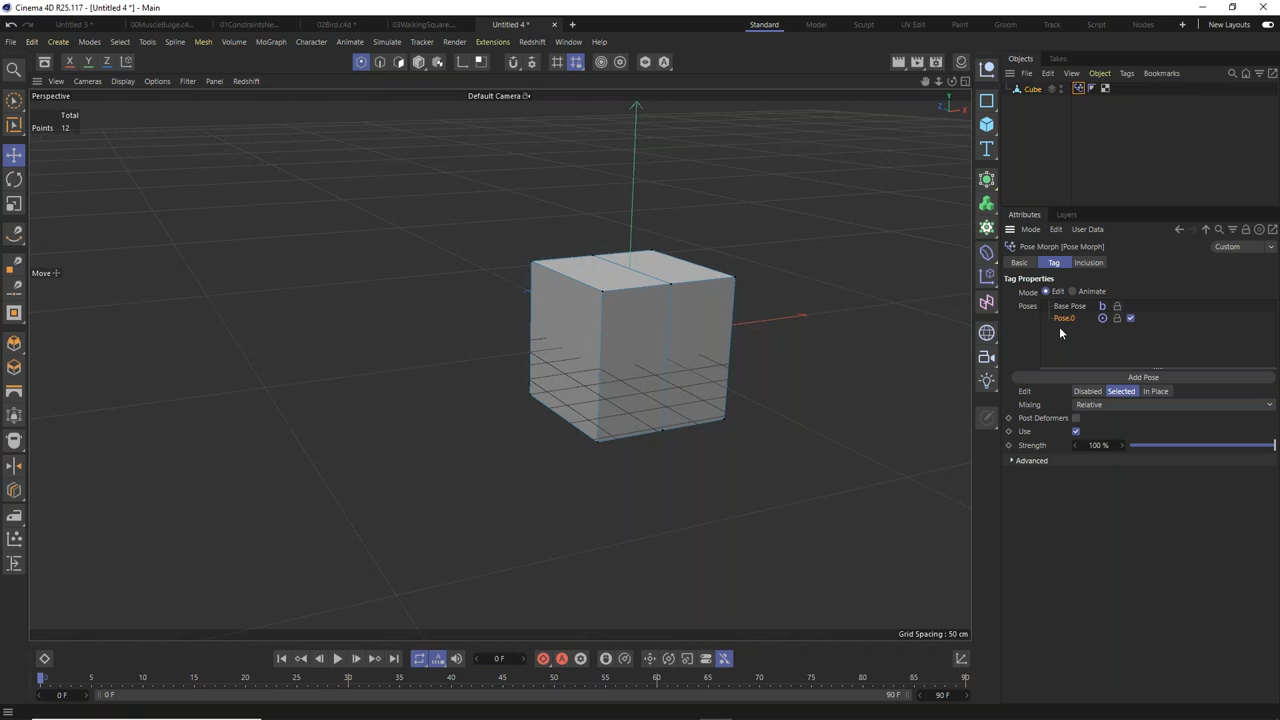 Cinema 4D R25.117 - [Untitled 4 *] - Main
Untitled 3 * 00MuscleBulge.c4... 01ConstraintsNe... 02Bird.c4d * 03WalkingSquare.... Untitled 4 * Standard Model Sculpt UV Edit Paint Groom Track Script Nodes New Layouts
File Edit Create Modes Select Tools Spline Mesh Volume MoGraph Character Animate Simulate Tracker Render Extensions Redshift Window Help
X Y Z
Objects Takes
File Edit View Object Tags Bookmarks
View Cameras Display Options Filter Panel Redshift
Cube
Perspective Default Camera
Y
Z X
Total
Points 12
Move
Attributes Layers
Mode Edit User Data
Pose Morph [Pose Morph] Custom
Basic Tag Inclusion
Tag Properties
Mode Edit Animate
Poses Base Pose b
Pose.0
Add Pose
Edit Disabled Selected In Place
Mixing Relative
Post Deformers
Use
Strength 100 %
Advanced
Grid Spacing : 50 cm
0 F
0 5 10 15 20 25 30 35 40 45 50 55 60 65 70 75 80 85 90
0 F 0 F 90 F 90 F